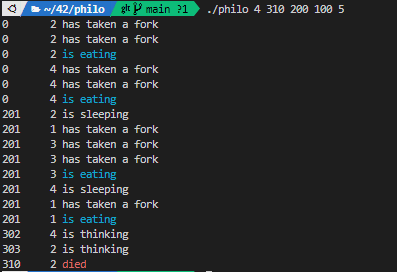 ~/42/philo git main ?1 ./philo 4 310 200 100 5
0 2 has taken a fork
0 2 has taken a fork
0 2 is eating
0 4 has taken a fork
0 4 has taken a fork
0 4 is eating
201 2 is sleeping
201 1 has taken a fork
201 3 has taken a fork
201 3 has taken a fork
201 3 is eating
201 4 is sleeping
201 1 has taken a fork
201 1 is eating
302 4 is thinking
303 2 is thinking
310 2 died